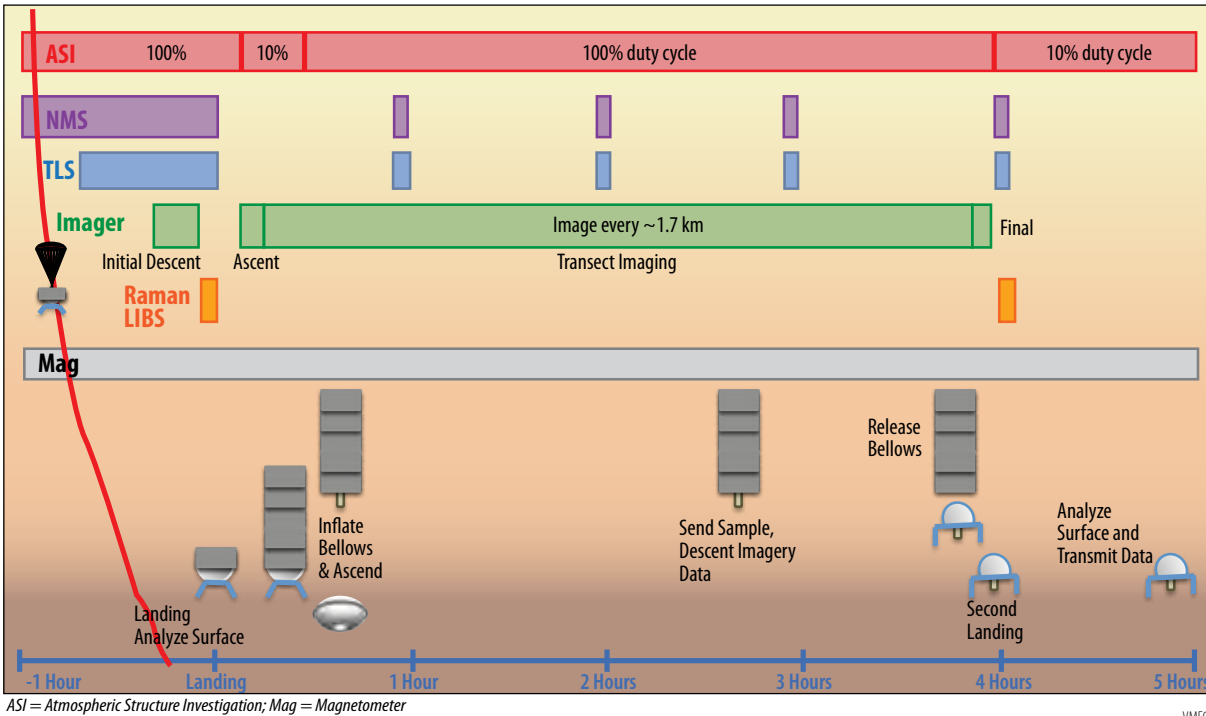 ASI 100% 10% 100% duty cycle 10% duty cycle
NMS
TLS
Imager Image every ~1.7 km Final
Initial Descent Ascent Transect Imaging
Raman
LIBS
Mag
Release
Bellows
Inflate
Bellows
& Ascend
Send Sample,
Descent Imagery
Data
Analyze
Surface and
Transmit Data
Landing
Analyze Surface
Second
Landing
-1 Hour Landing 1 Hour 2 Hours 3 Hours 4 Hours 5 Hours
ASI = Atmospheric Structure Investigation; Mag = Magnetometer